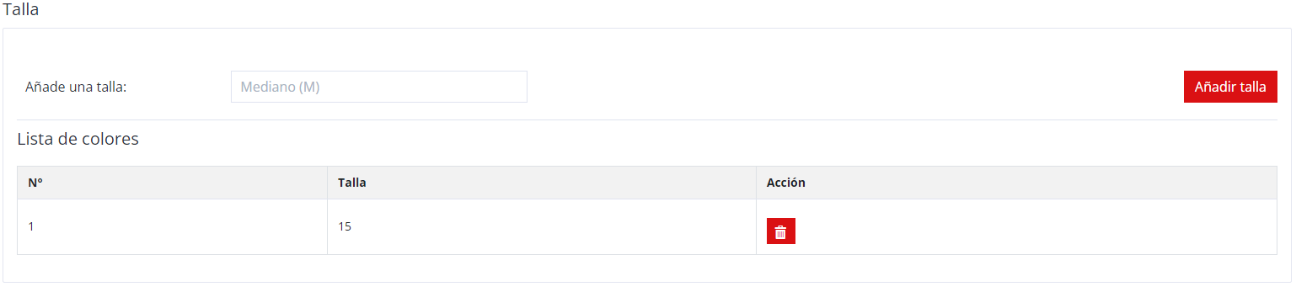 Talla
Añade una talla: Mediano (M) Añadir talla
Lista de colores
Nº Talla Acción
1 15